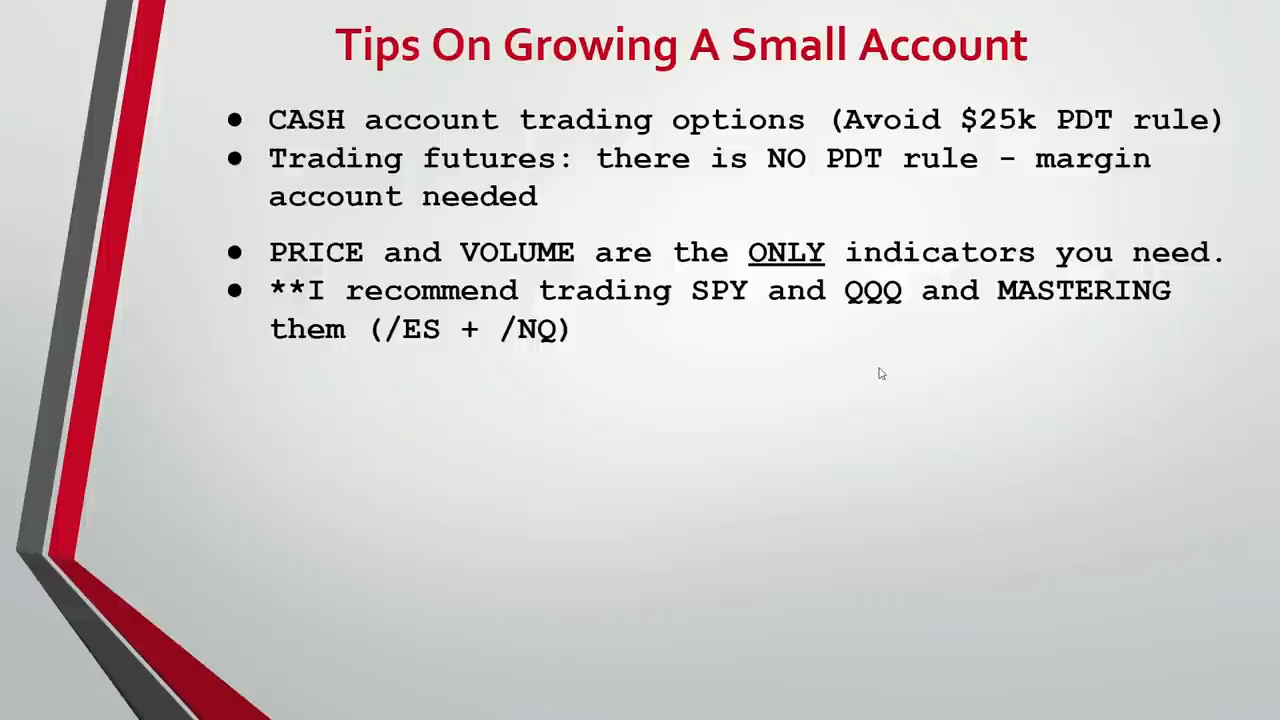 Tips On Growing A Small Account
● CASH account trading options (Avoid $25k PDT rule)
● Trading futures: there is NO PDT rule - margin
account needed
● PRICE and VOLUME are the ONLY indicators you need.
● **I recommend trading SPY and QQQ and MASTERING
them (/ES + /NQ)